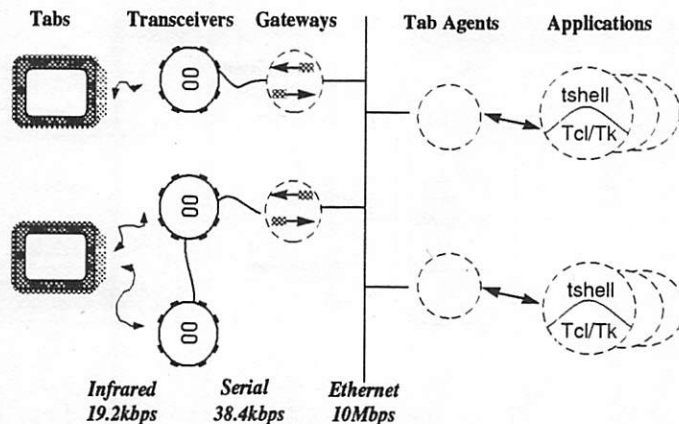 Tabs Transceivers Gateways Tab Agents Applications
tshell
Tcl/Tk
tshell
Tcl/Tk
Infrared Serial Ethernet
19.2kbps 38.4kbps 10Mbps